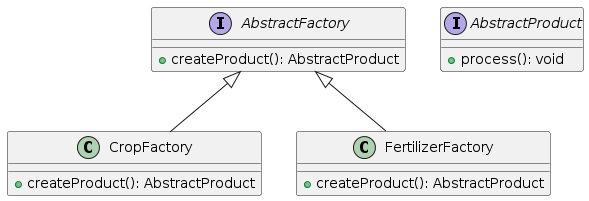 I AbstractFactory
createProduct(): AbstractProduct
I AbstractProduct
process(): void
C CropFactory
createProduct(): AbstractProduct
C FertilizerFactory
createProduct(): AbstractProduct